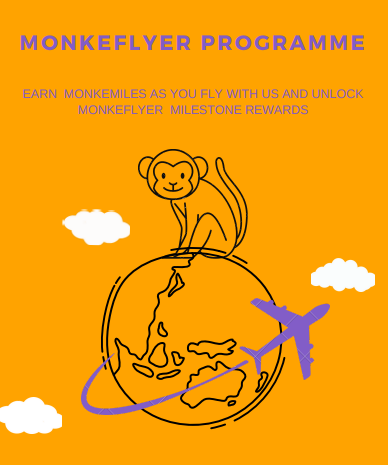 MONKEFLYER PROGRAMME
EARN MONKEMILES AS YOU FLY WITH US AND UNLOCK
MONKEFLYER MILESTONE REWARDS